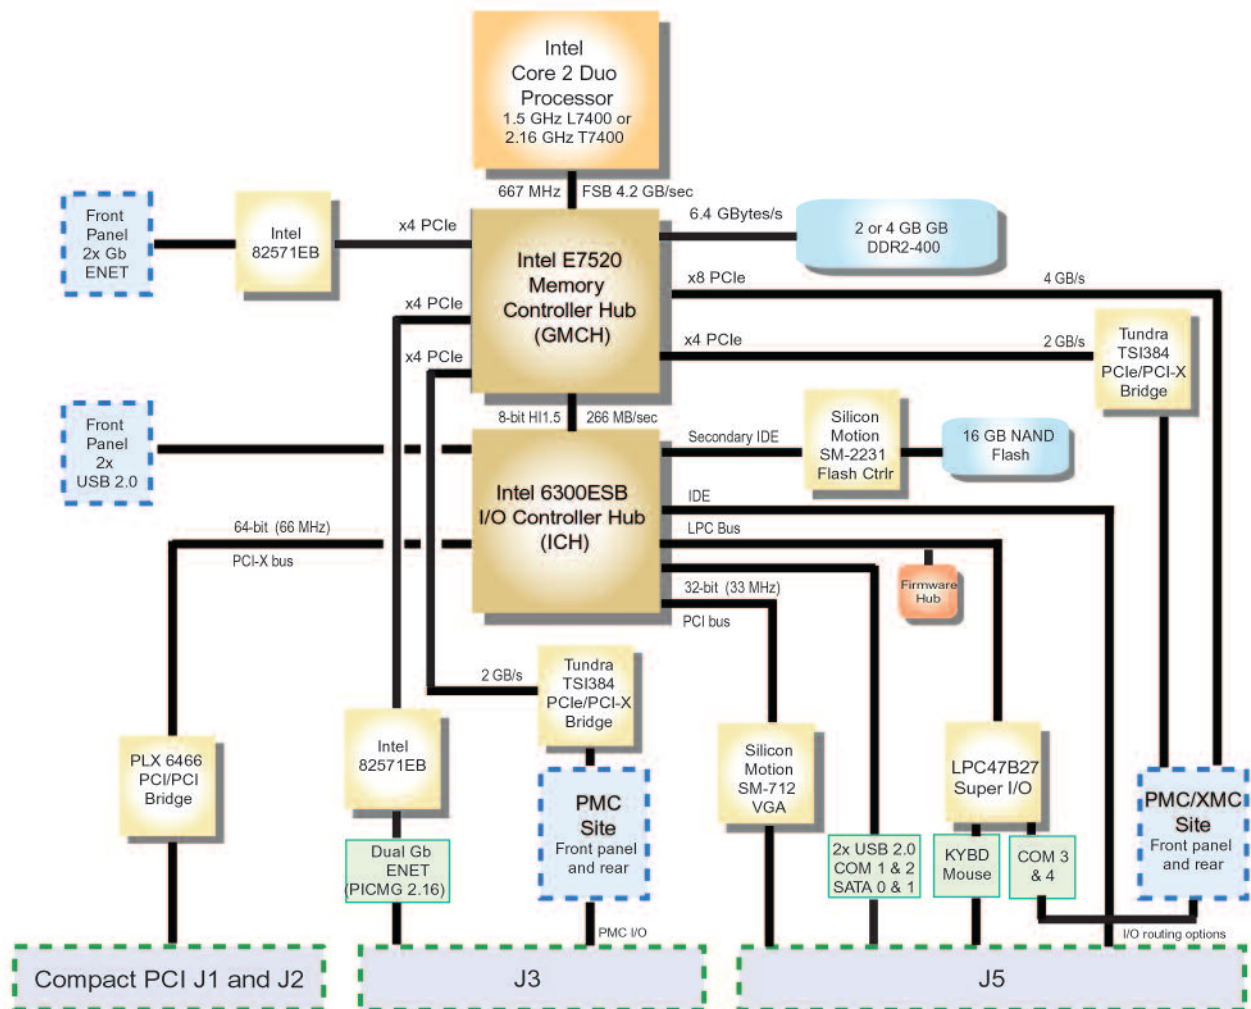 Intel
Core 2 Duo
Processor
1.5 GHz L7400 or
2.16 GHz T7400
667 MHz
FSB 4.2 GB/sec
Front
Panel
2x Gb
ENET
Intel
82571EB
x4 PCIe
6.4 GBytes/s
2 or 4 GB GB
DDR2-400
Intel E7520
Memory
Controller Hub
(GMCH)
x8 PCIe
4 GB/s
x4 PCIe
x4 PCIe
2 GB/s
Tundra
TSI384
PCIe/PCI-X
Bridge
x4 PCIe
8-bit HI1.5
266 MB/sec
Front
Panel
2x
USB 2.0
Secondary IDE
Silicon
Motion
SM-2231
Flash Ctrlr
16 GB NAND
Flash
Intel 6300ESB
I/O Controller Hub
(ICH)
IDE
LPC Bus
64-bit (66 MHz)
PCI-X bus
Firmware
Hub
32-bit (33 MHz)
PCI bus
2 GB/s
Tundra
TSI384
PCIe/PCI-X
Bridge
PLX 6466
PCI/PCI
Bridge
Intel
82571EB
Silicon
Motion
SM-712
VGA
LPC47B27
Super I/O
PMC
Site
Front panel
and rear
PMC/XMC
Site
Front panel
and rear
Dual Gb
ENET
(PICMG 2.16)
2x USB 2.0
COM 1 & 2
SATA 0 & 1
KYBD
Mouse
COM 3
& 4
PMC I/O
I/O routing options
Compact PCI J1 and J2
J3
J5